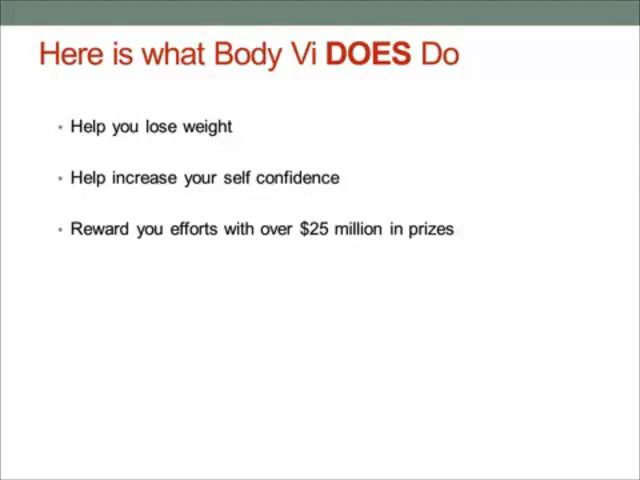 Here is what Body Vi DOES Do
• Help you lose weight
• Help increase your self confidence
• Reward you efforts with over $25 million in prizes